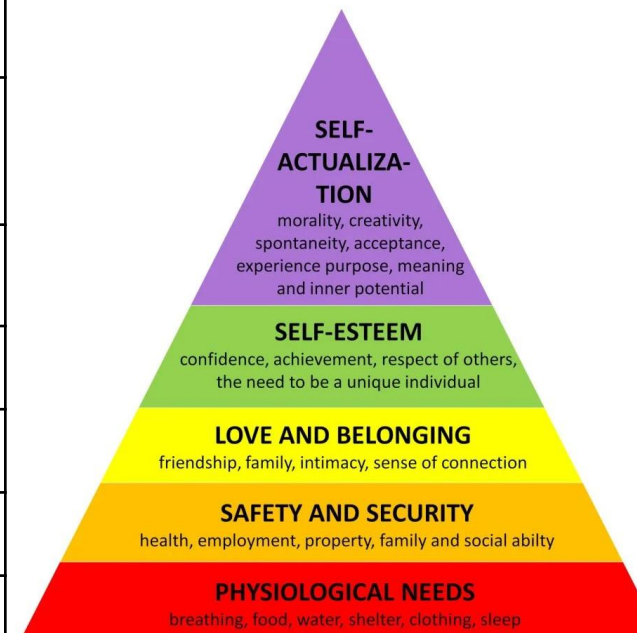 SELF-
ACTUALIZA-
TION
morality, creativity,
spontaneity, acceptance,
experience purpose, meaning
and inner potential
SELF-ESTEEM
confidence, achievement, respect of others,
the need to be a unique individual
LOVE AND BELONGING
friendship, family, intimacy, sense of connection
SAFETY AND SECURITY
health, employment, property, family and social abilty
PHYSIOLOGICAL NEEDS
breathing, food, water, shelter, clothing, sleep